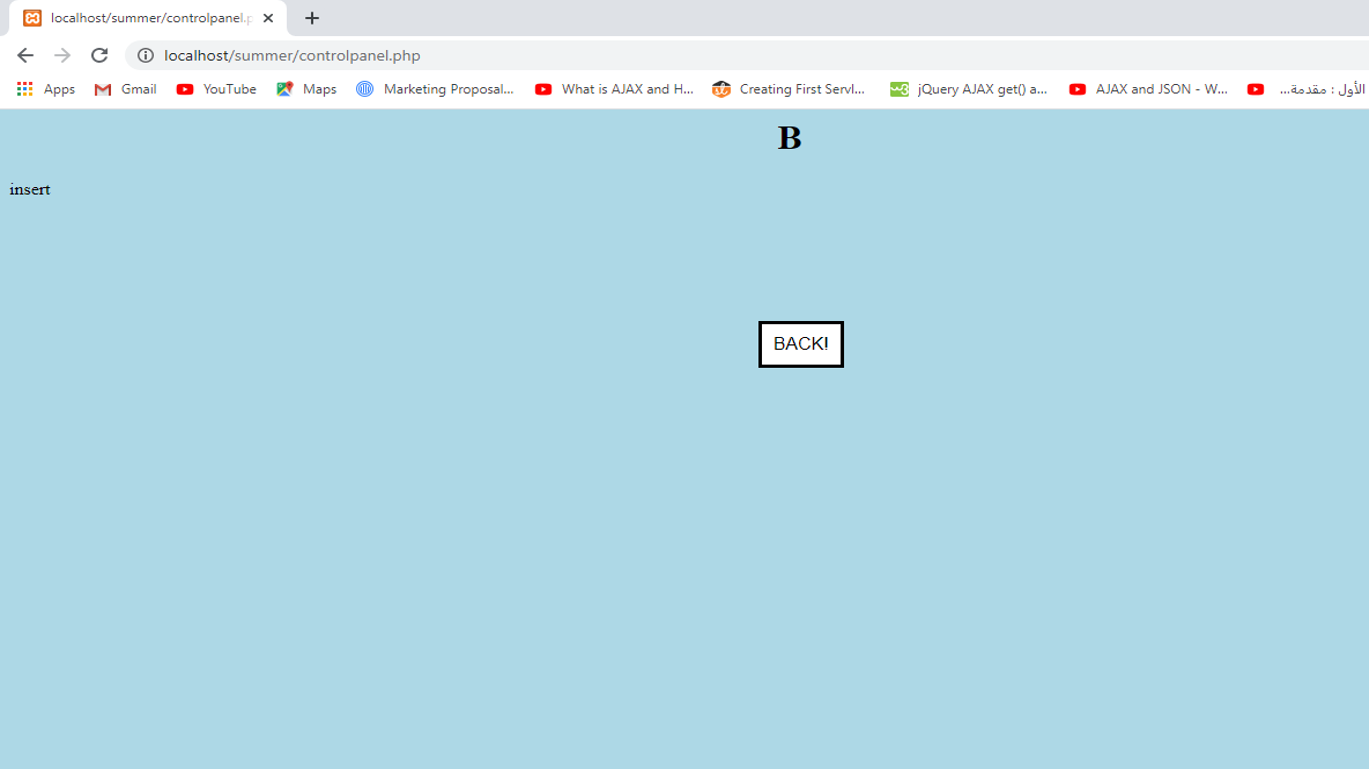 localhost/summer/controlpanel.p
localhost/summer/controlpanel.php
Apps Gmail YouTube Maps Marketing Proposal... What is AJAX and H... Creating First Servl... jQuery AJAX get() a... AJAX and JSON - W... الأول : مقدمة...
B
insert
BACK!